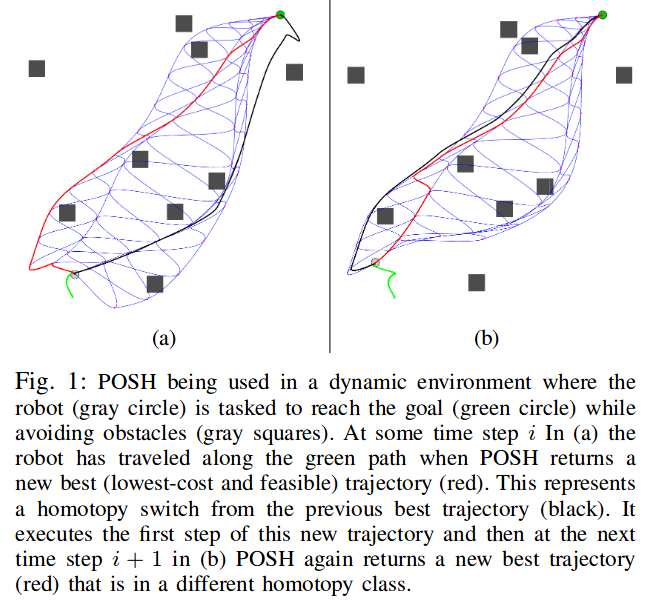 (a)
(b)
Fig. 1: POSH being used in a dynamic environment where the
robot (gray circle) is tasked to reach the goal (green circle) while
avoiding obstacles (gray squares). At some time step i In (a) the
robot has traveled along the green path when POSH returns a
new best (lowest-cost and feasible) trajectory (red). This represents
a homotopy switch from the previous best trajectory (black). It
executes the first step of this new trajectory and then at the next
time step i + 1 in (b) POSH again returns a new best trajectory
(red) that is in a different homotopy class.